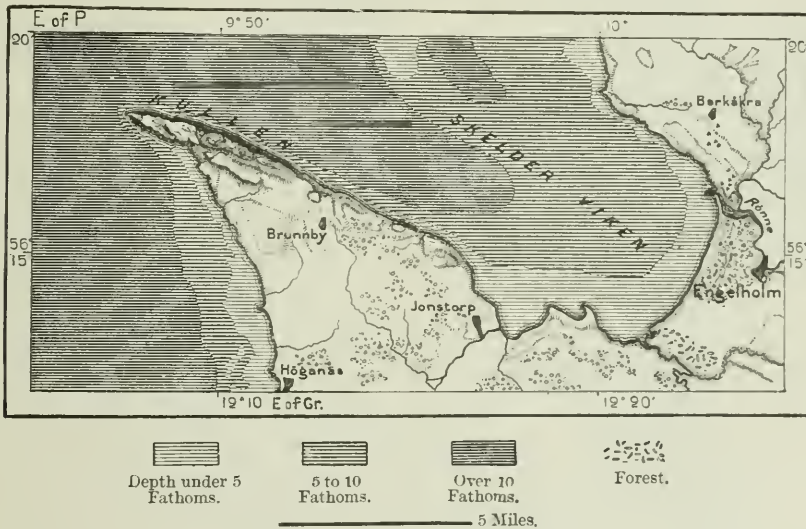 E of P
9° 50'
10°
20'
20'
KULLEN
SKELDER VIKEN
Barkåkra
Rönne
Brunnby
56°
15'
56°
15'
Engelholm
Jonstorp
Höganäs
12° 10
E of Gr.
12° 20
Depth under 5
Fathoms.
5 to 10
Fathoms.
Over 10
Fathoms.
Forest.
5 Miles.